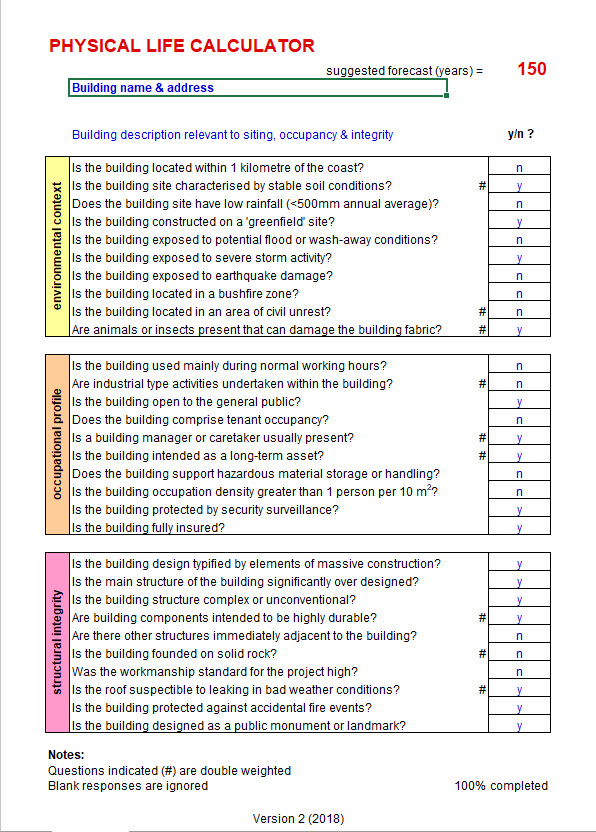 PHYSICAL LIFE CALCULATOR
suggested forecast (years) = 150
Building name & address
Building description relevant to siting, occupancy & integrity y/n ?
environmental context
Is the building located within 1 kilometre of the coast? n
Is the building site characterised by stable soil conditions? # y
Does the building site have low rainfall (<500mm annual average)? n
Is the building constructed on a 'greenfield' site? y
Is the building exposed to potential flood or wash-away conditions? n
Is the building exposed to severe storm activity? y
Is the building exposed to earthquake damage? n
Is the building located in a bushfire zone? n
Is the building located in an area of civil unrest? # n
Are animals or insects present that can damage the building fabric? # y
occupational profile
Is the building used mainly during normal working hours? n
Are industrial type activities undertaken within the building? # n
Is the building open to the general public? y
Does the building comprise tenant occupancy? n
Is a building manager or caretaker usually present? # y
Is the building intended as a long-term asset? # y
Does the building support hazardous material storage or handling? n
Is the building occupation density greater than 1 person per 10 m²? n
Is the building protected by security surveillance? y
Is the building fully insured? y
structural integrity
Is the building design typified by elements of massive construction? y
Is the main structure of the building significantly over designed? y
Is the building structure complex or unconventional? y
Are building components intended to be highly durable? # y
Are there other structures immediately adjacent to the building? n
Is the building founded on solid rock? # n
Was the workmanship standard for the project high? n
Is the roof suspectible to leaking in bad weather conditions? # y
Is the building protected against accidental fire events? y
Is the building designed as a public monument or landmark? y
Notes:
Questions indicated (#) are double weighted
Blank responses are ignored 100% completed
Version 2 (2018)